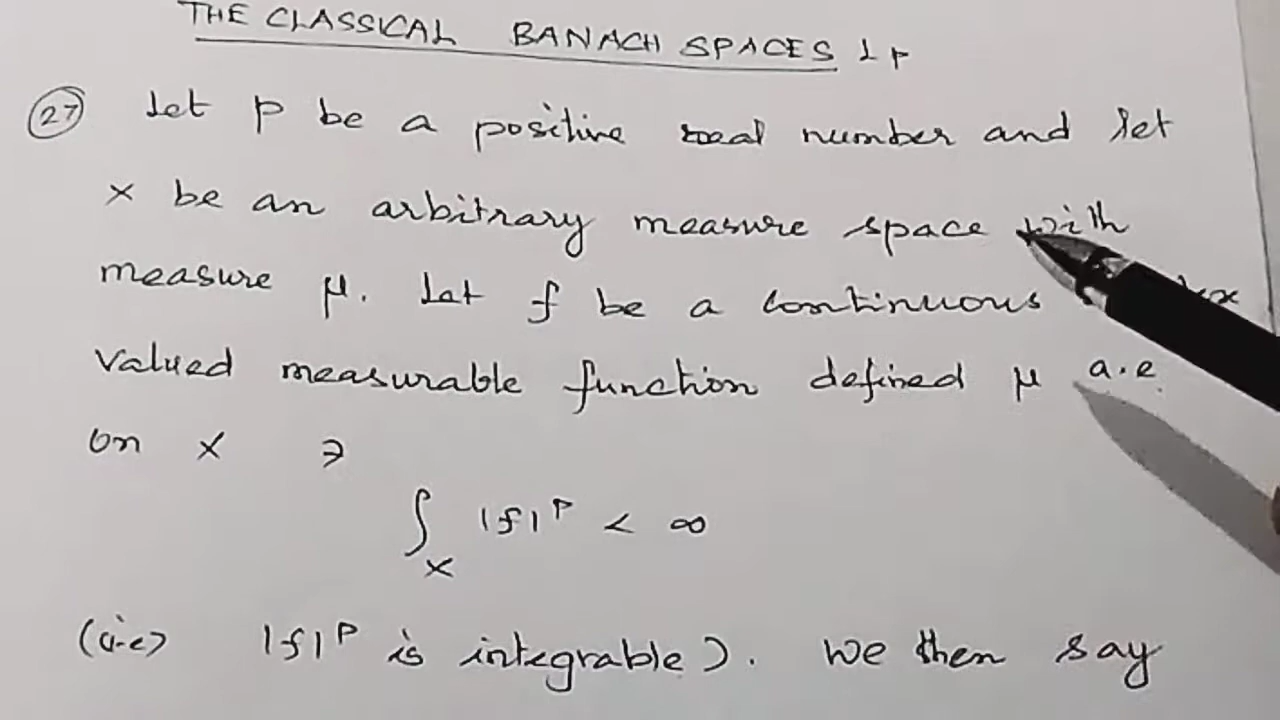 THE CLASSICAL BANACH SPACES Lp
27 Let p be a positive real number and let
x be an arbitrary measure space with
measure μ. Let f be a continuous
valued measurable function defined μ a.e.
on X ∋
∫_X |f|^p < ∞
(i.e) |f|^p is integrable). We then say